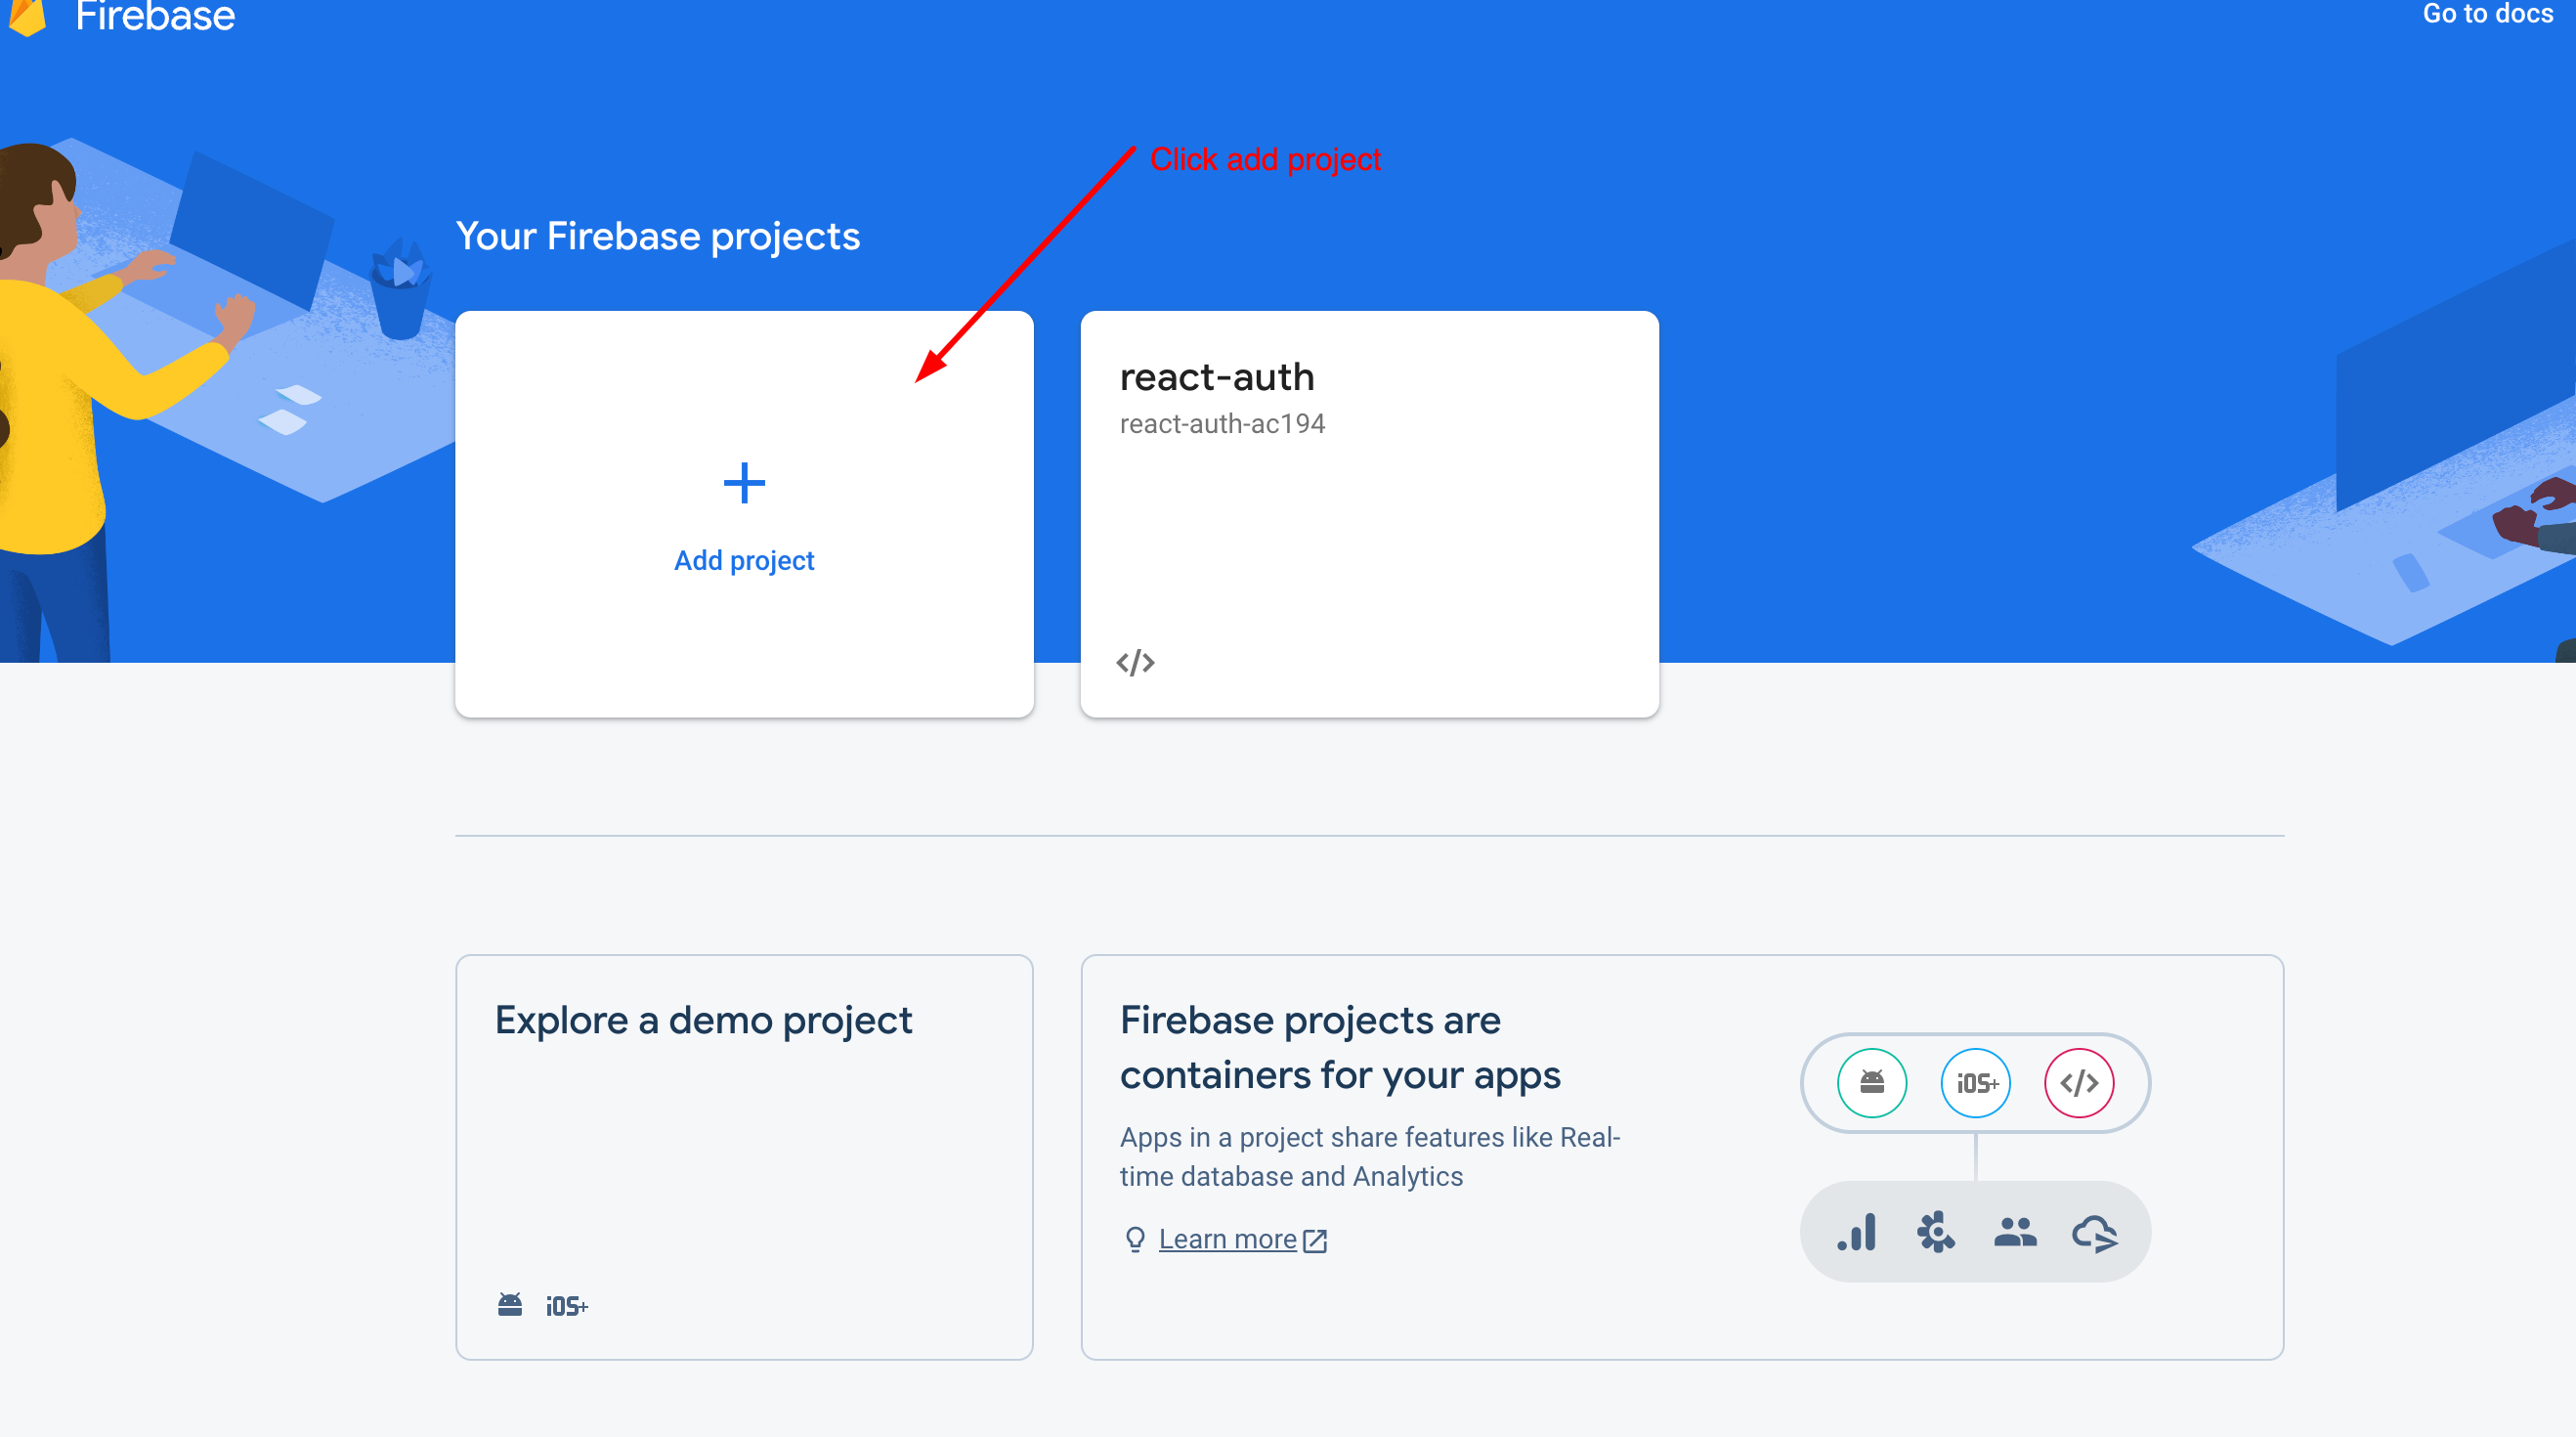 Firebase
Go to docs
Click add project
Your Firebase projects
Add project
react-auth
react-auth-ac194
</>
Explore a demo project
iOS+
Firebase projects are
containers for your apps
Apps in a project share features like Real-
time database and Analytics
Learn more
iOS+
</>